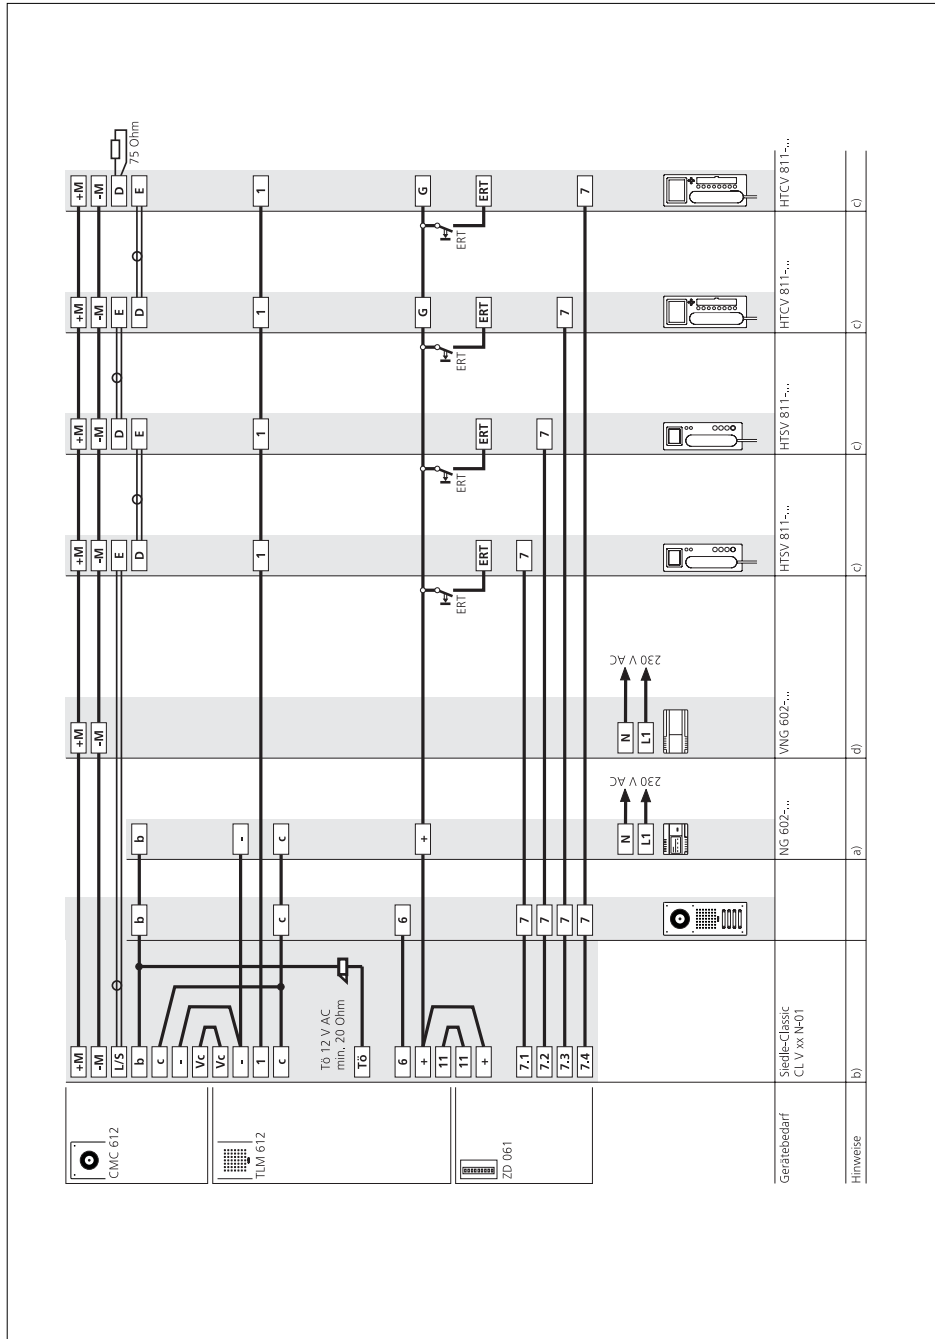 +M +M +M +M +M +M
-M -M -M -M -M -M
CMC 612
L/S E D E D
75 Ohm
b b b D E D E
c
-
Vc
Vc
- -
TLM 612
1 1 1 1 1
c c c
Tö 12 V AC
min. 20 Ohm
Tö
6 6
+ + G G
11
ERT ERT ERT ERT
11
+ ERT ERT ERT ERT
ZD 061
7.1 7 7
7.2 7 7
7.3 7 7
7.4 7 7
N N
230 V AC 230 V AC
L1 L1
Gerätebedarf
Siedle-Classic
CL V xx N-01
NG 602-...
VNG 602-...
HTSV 811-...
HTSV 811-...
HTCV 811-...
HTCV 811-...
Hinweise b) a) d) c) c) c) c)